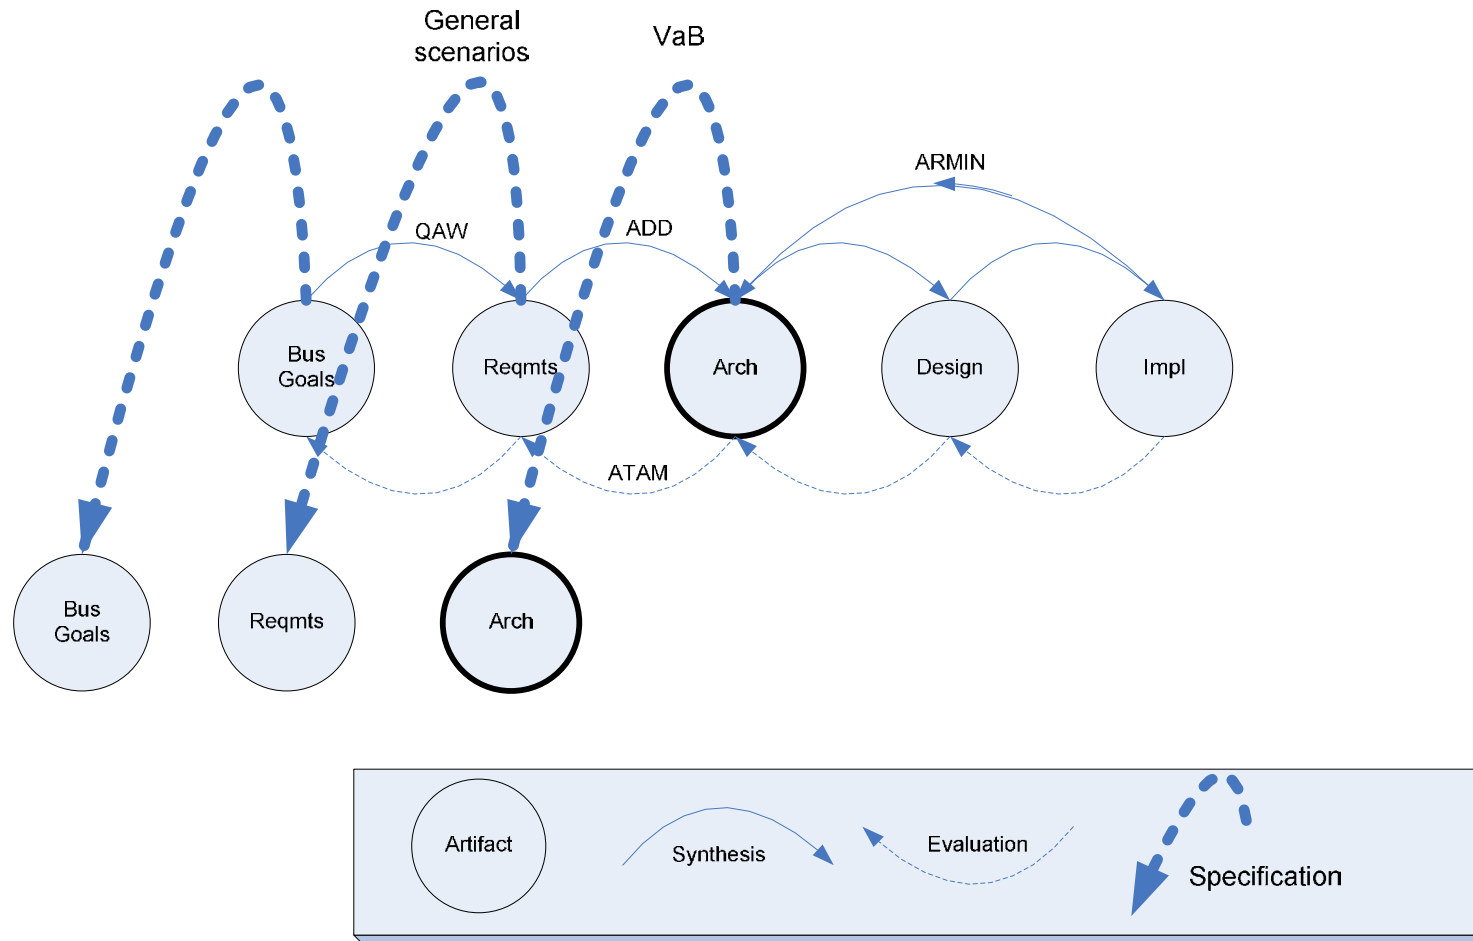 General
scenarios
VaB
ARMIN
QAW
ADD
Bus
Goals
Reqmts
Arch
Design
Impl
ATAM
Bus
Goals
Reqmts
Arch
Artifact
Synthesis
Evaluation
Specification